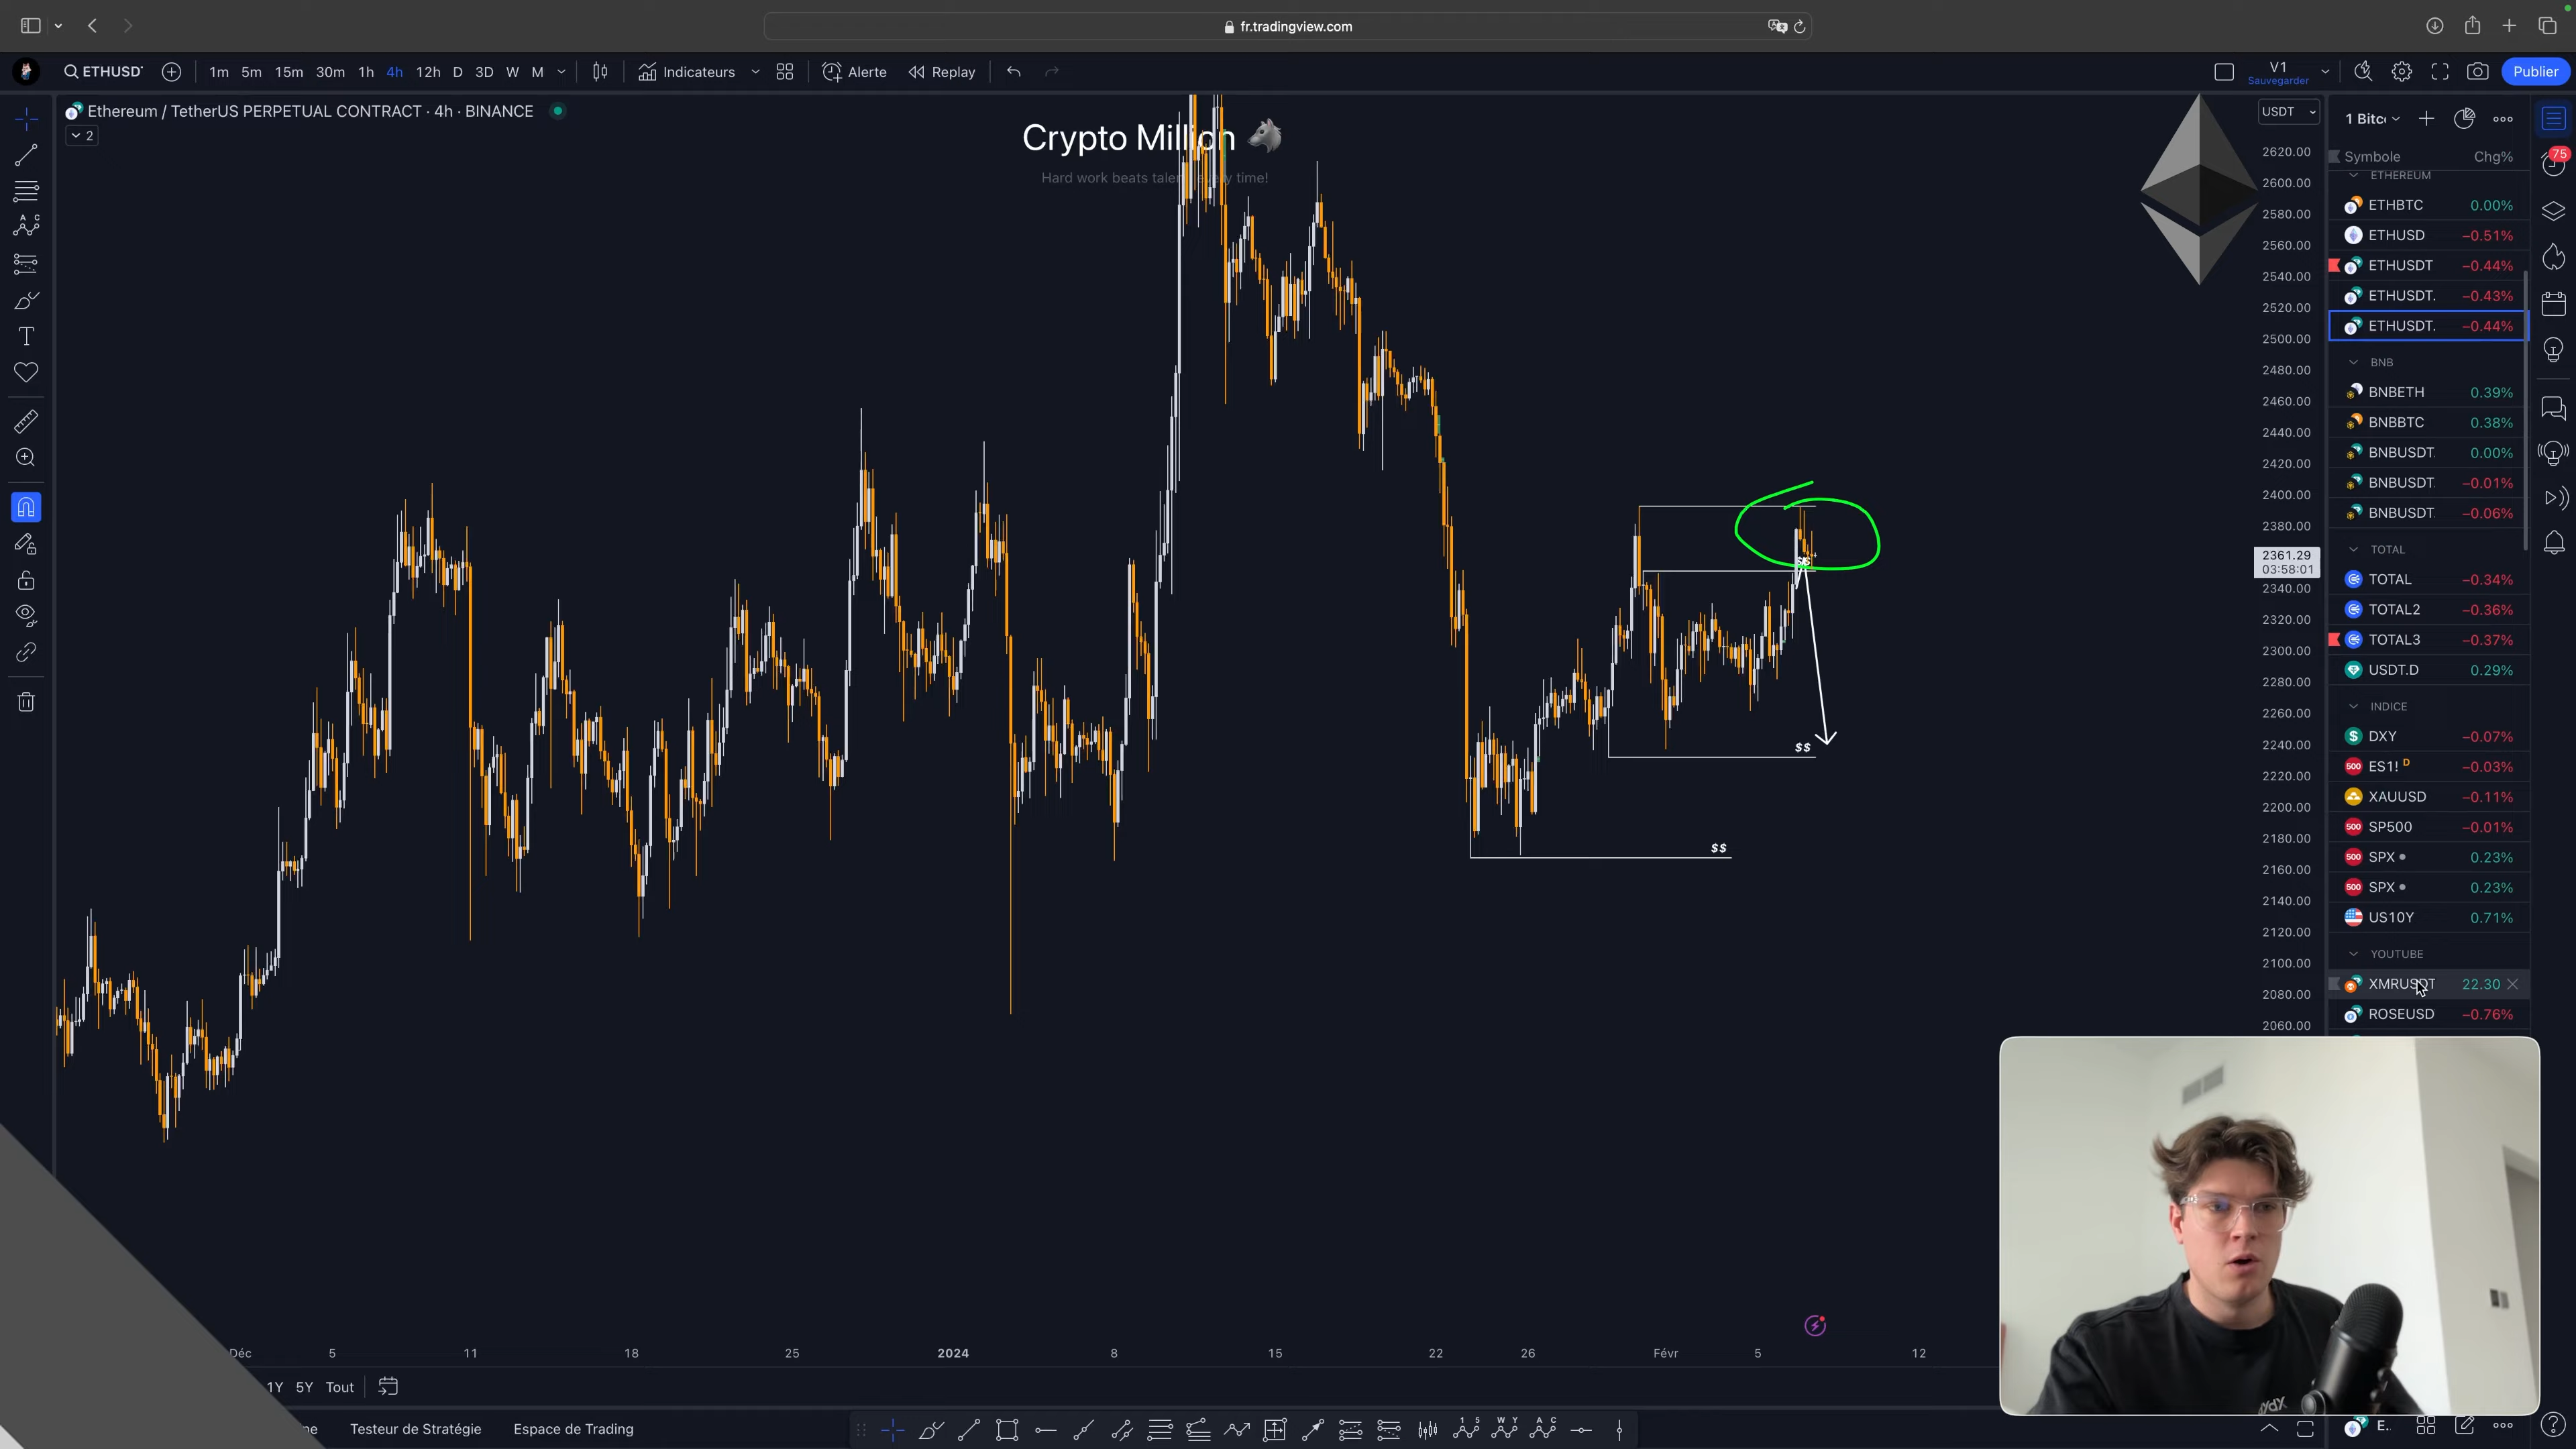 fr.tradingview.com
ETHUSDT
1m 5m 15m 30m 1h 4h 12h D 3D W M
Indicateurs
Alerte
Replay
V1
Sauvegarder
Publier
Ethereum / TetherUS PERPETUAL CONTRACT · 4h · BINANCE
2
Crypto Million
Hard work beats talent every time!
USDT
2620.00
2600.00
2580.00
2560.00
2540.00
2520.00
2500.00
2480.00
2460.00
2440.00
2420.00
2400.00
2380.00
2361.29
03:58:01
2340.00
2320.00
2300.00
2280.00
2260.00
2240.00
2220.00
2200.00
2180.00
2160.00
2140.00
2120.00
2100.00
2080.00
2060.00
$$
$$
$$
1 Bitc
Symbole Chg%
ETHEREUM
ETHBTC 0.00%
ETHUSD −0.51%
ETHUSDT −0.44%
ETHUSDT. −0.43%
ETHUSDT. −0.44%
BNB
BNBETH 0.39%
BNBBTC 0.38%
BNBUSDT 0.00%
BNBUSDT −0.01%
BNBUSDT −0.06%
TOTAL
TOTAL −0.34%
TOTAL2 −0.36%
TOTAL3 −0.37%
USDT.D 0.29%
INDICE
DXY −0.07%
ES1! D −0.03%
XAUUSD −0.11%
SP500 −0.01%
SPX 0.23%
SPX 0.23%
US10Y 0.71%
YOUTUBE
XMRUSDT 22.30
ROSEUSD −0.76%
75
Déc 5 11 18 25 2024 8 15 22 26 Févr 5 12
1Y 5Y Tout
ne Testeur de Stratégie Espace de Trading
E.